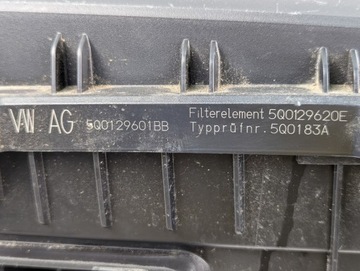 VW AG 5Q0129601BB
Filterelement 5Q0129620E
Typprüfnr. 5Q0183A